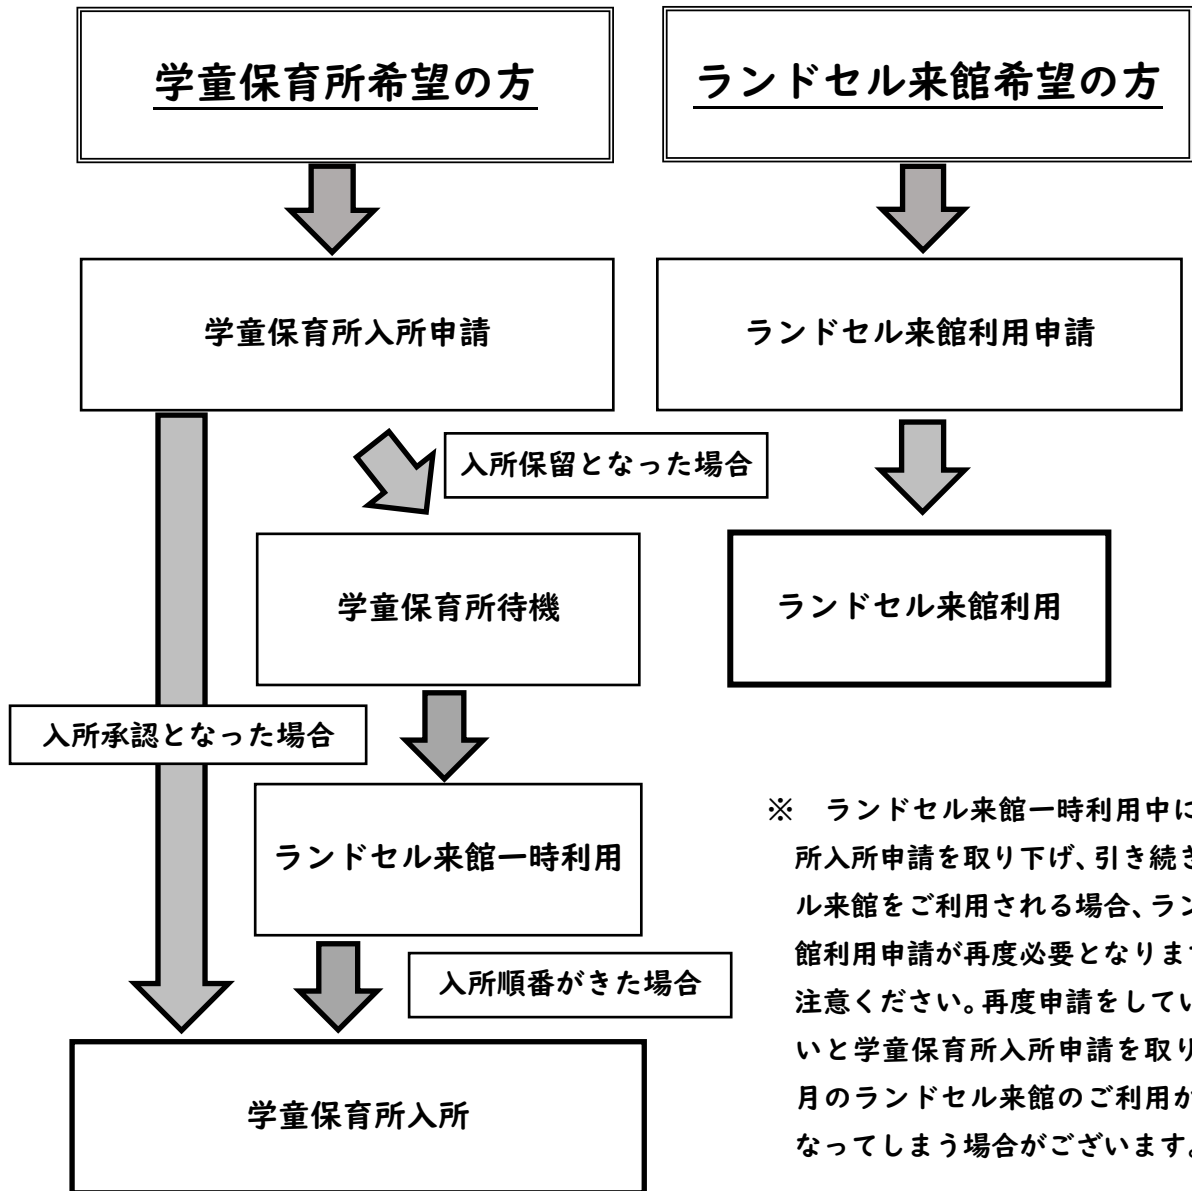 学童保育所希望の方
ランドセル来館希望の方
学童保育所入所申請
ランドセル来館利用申請
入所保留となった場合
学童保育所待機
ランドセル来館利用
入所承認となった場合
ランドセル来館一時利用
入所順番がきた場合
学童保育所入所
※　ランドセル来館一時利用中に
所入所申請を取り下げ、引き続き
ル来館をご利用される場合、ラン
館利用申請が再度必要となります
注意ください。再度申請をしてい
いと学童保育所入所申請を取り
月のランドセル来館のご利用が
なってしまう場合がございます。